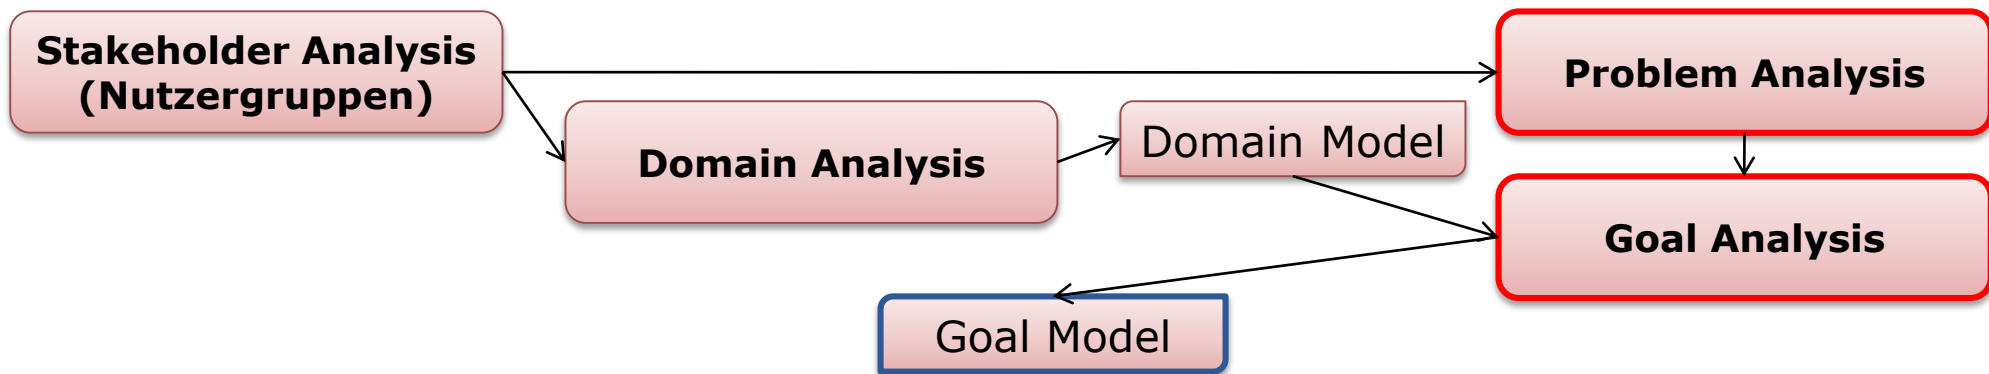 Stakeholder Analysis
(Nutzergruppen)
Problem Analysis
Domain Analysis
Domain Model
Goal Analysis
Goal Model